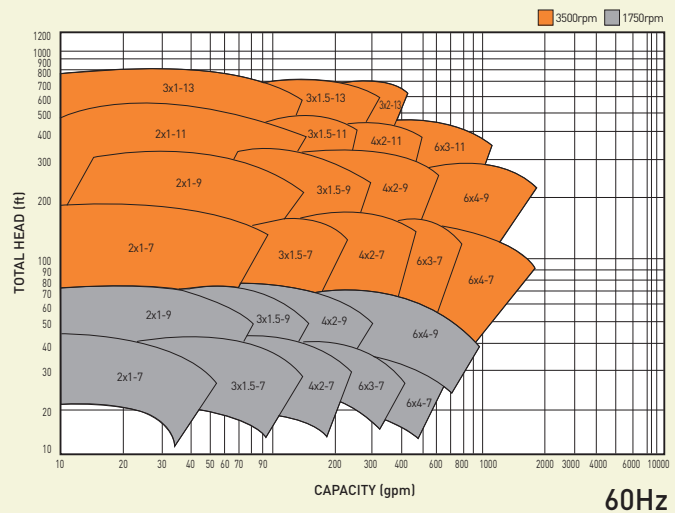 3500rpm 1750rpm
1200
1000
900
800
700
600
500
400
300
200
100
90
80
70
60
50
40
30
20
10
TOTAL HEAD (ft)
3x1-13
3x1.5-13
3x2-13
2x1-11
3x1.5-11
4x2-11
6x3-11
2x1-9
3x1.5-9
4x2-9
6x4-9
2x1-7
3x1.5-7
4x2-7
6x3-7
6x4-7
2x1-9
3x1.5-9
4x2-9
6x4-9
2x1-7
3x1.5-7
4x2-7
6x3-7
6x4-7
10 20 30 40 50 60 70 90 200 300 400 600 800 1000 2000 3000 4000 6000 10000
CAPACITY (gpm)
60Hz